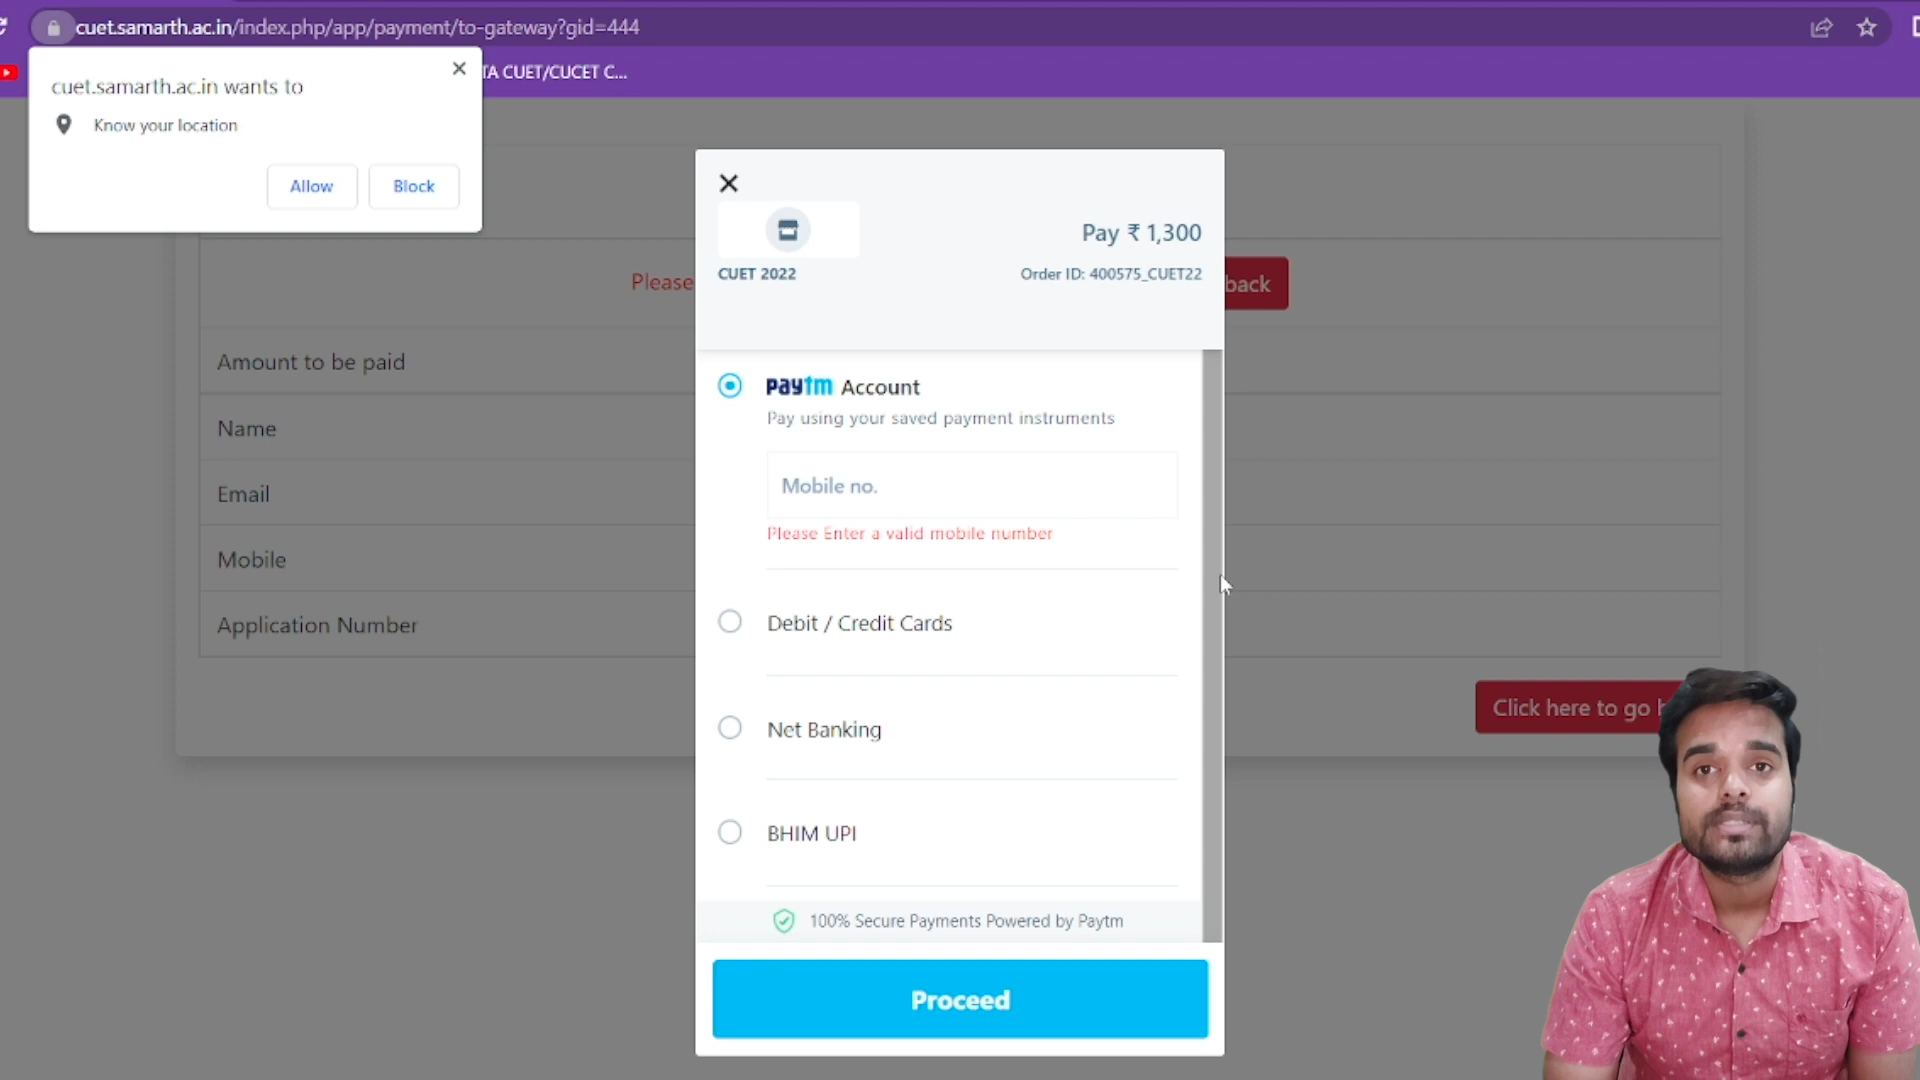 cuet.samarth.ac.in/index.php/app/payment/to-gateway?gid=444
TA CUET/CUCET C...
cuet.samarth.ac.in wants to
Know your location
Allow
Block
Pay ₹ 1,300
CUET 2022
Order ID: 400575_CUET22
Please
back
Amount to be paid
Name
Email
Mobile
Application Number
paytm Account
Pay using your saved payment instruments
Mobile no.
Please Enter a valid mobile number
Debit / Credit Cards
Net Banking
BHIM UPI
100% Secure Payments Powered by Paytm
Proceed
Click here to go b